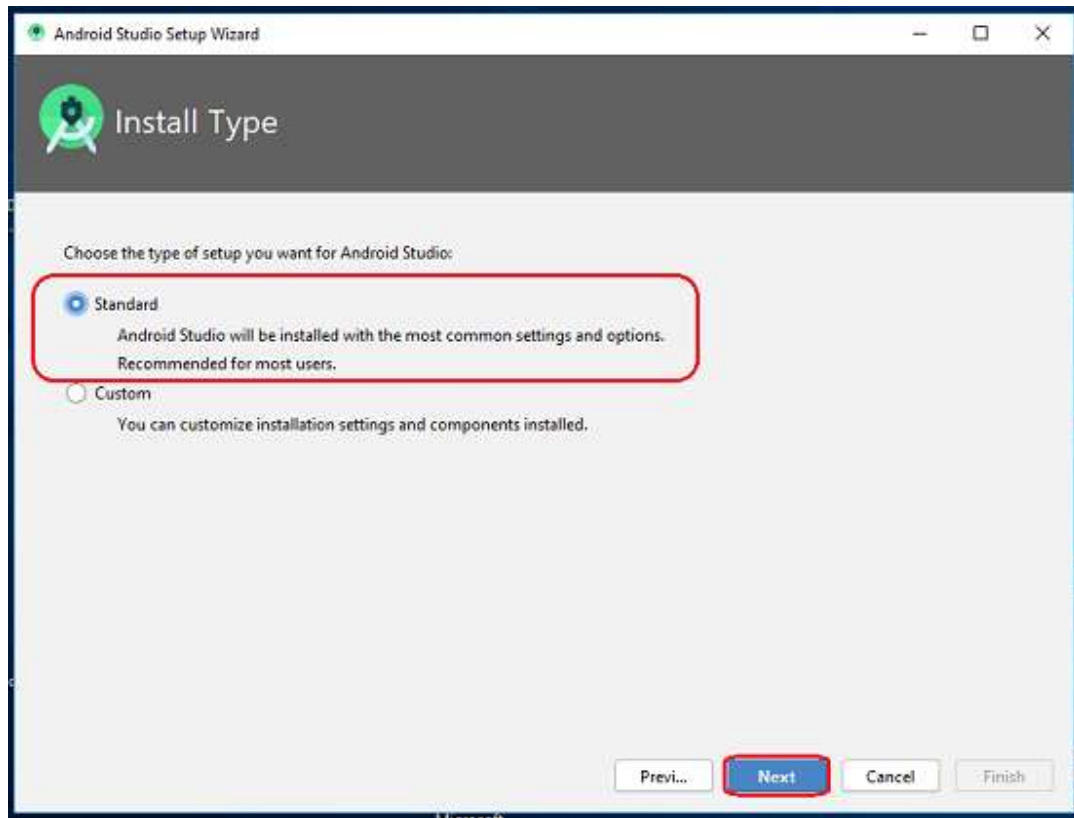 Android Studio Setup Wizard
Install Type
Choose the type of setup you want for Android Studio:
Standard
Android Studio will be installed with the most common settings and options.
Recommended for most users.
Custom
You can customize installation settings and components installed.
Previ... Next Cancel Finish